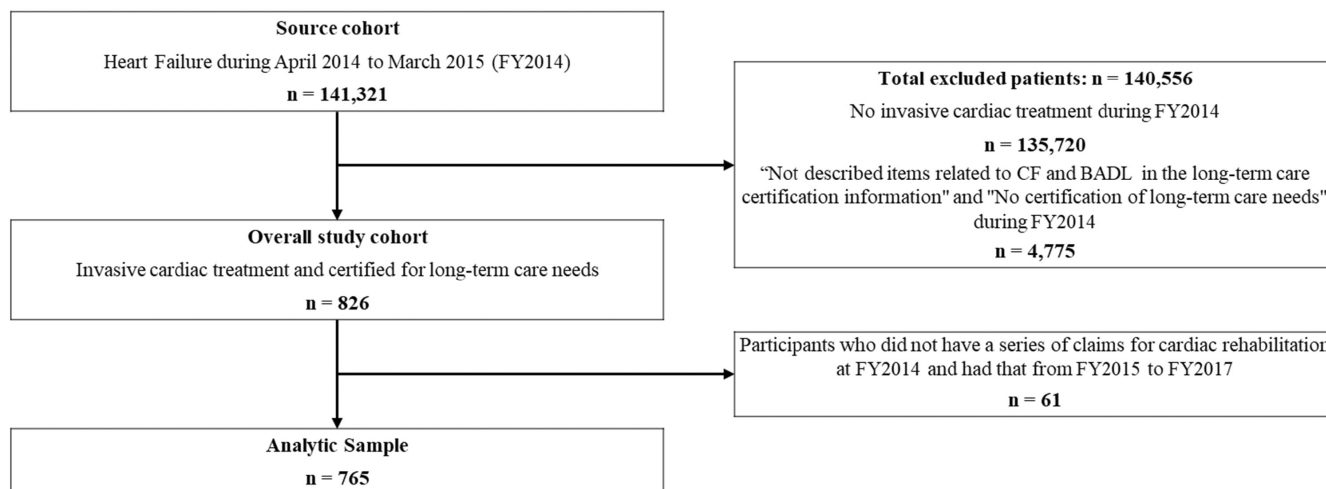 Source cohort
Heart Failure during April 2014 to March 2015 (FY2014)
n = 141,321
Total excluded patients: n = 140,556
No invasive cardiac treatment during FY2014
n = 135,720
“Not described items related to CF and BADL in the long-term care
certification information" and "No certification of long-term care needs"
during FY2014
n = 4,775
Overall study cohort
Invasive cardiac treatment and certified for long-term care needs
n = 826
Participants who did not have a series of claims for cardiac rehabilitation
at FY2014 and had that from FY2015 to FY2017
n = 61
Analytic Sample
n = 765